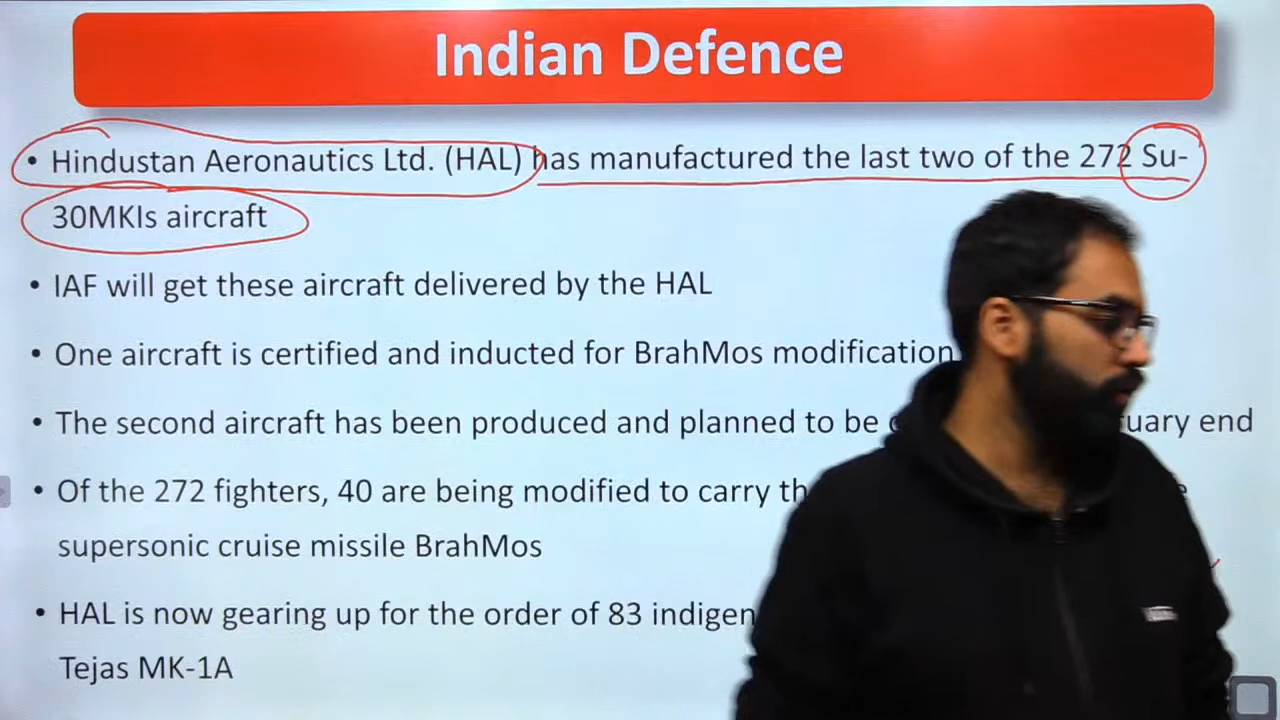 Indian Defence
• Hindustan Aeronautics Ltd. (HAL) has manufactured the last two of the 272 Su-
30MKIs aircraft
• IAF will get these aircraft delivered by the HAL
• One aircraft is certified and inducted for BrahMos modification
• The second aircraft has been produced and planned to be end
• Of the 272 fighters, 40 are being modified to carry
supersonic cruise missile BrahMos
• HAL is now gearing up for the order of 83
Tejas MK-1A